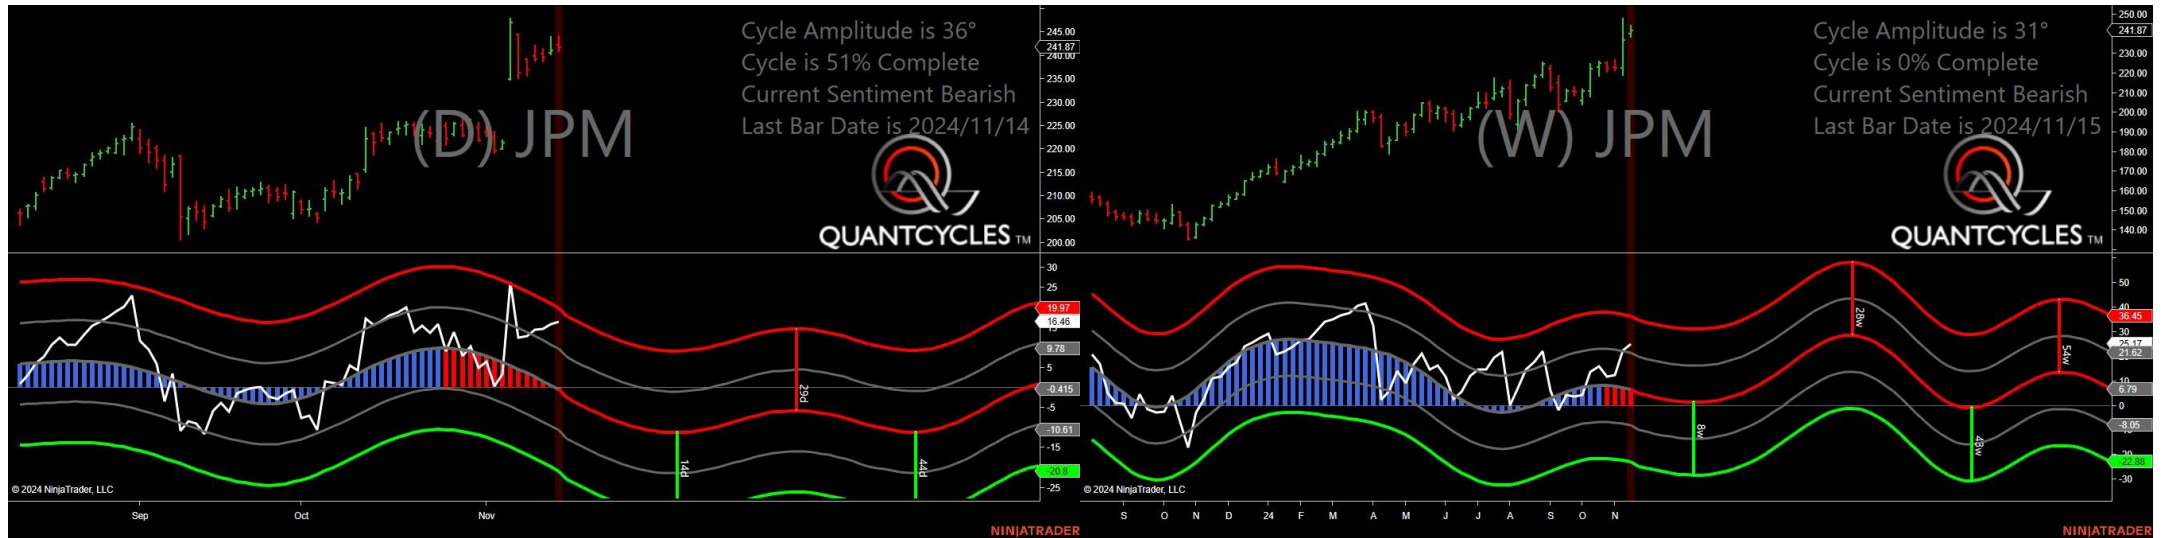 Cycle Amplitude is 36°
Cycle is 51% Complete
Current Sentiment Bearish
Last Bar Date is 2024/11/14
(D) JPM
QUANTCYCLES TM
245.00
241.87
240.00
235.00
230.00
225.00
220.00
215.00
210.00
205.00
200.00
30
25
19.97
16.46
15
9.78
5
-0.415
-5
-10.61
-15
-20.8
-25
14d
29d
44d
© 2024 NinjaTrader, LLC
Sep Oct Nov
NINJATRADER
Cycle Amplitude is 31°
Cycle is 0% Complete
Current Sentiment Bearish
Last Bar Date is 2024/11/15
(W) JPM
QUANTCYCLES TM
250.00
241.87
230.00
220.00
210.00
200.00
190.00
180.00
170.00
160.00
150.00
140.00
50
40
36.45
30
25.17
21.62
10
6.79
0
-8.05
-22.88
-30
8w
28w
43w
54w
© 2024 NinjaTrader, LLC
S O N D 24 F M A M J J A S O N
NINJATRADER